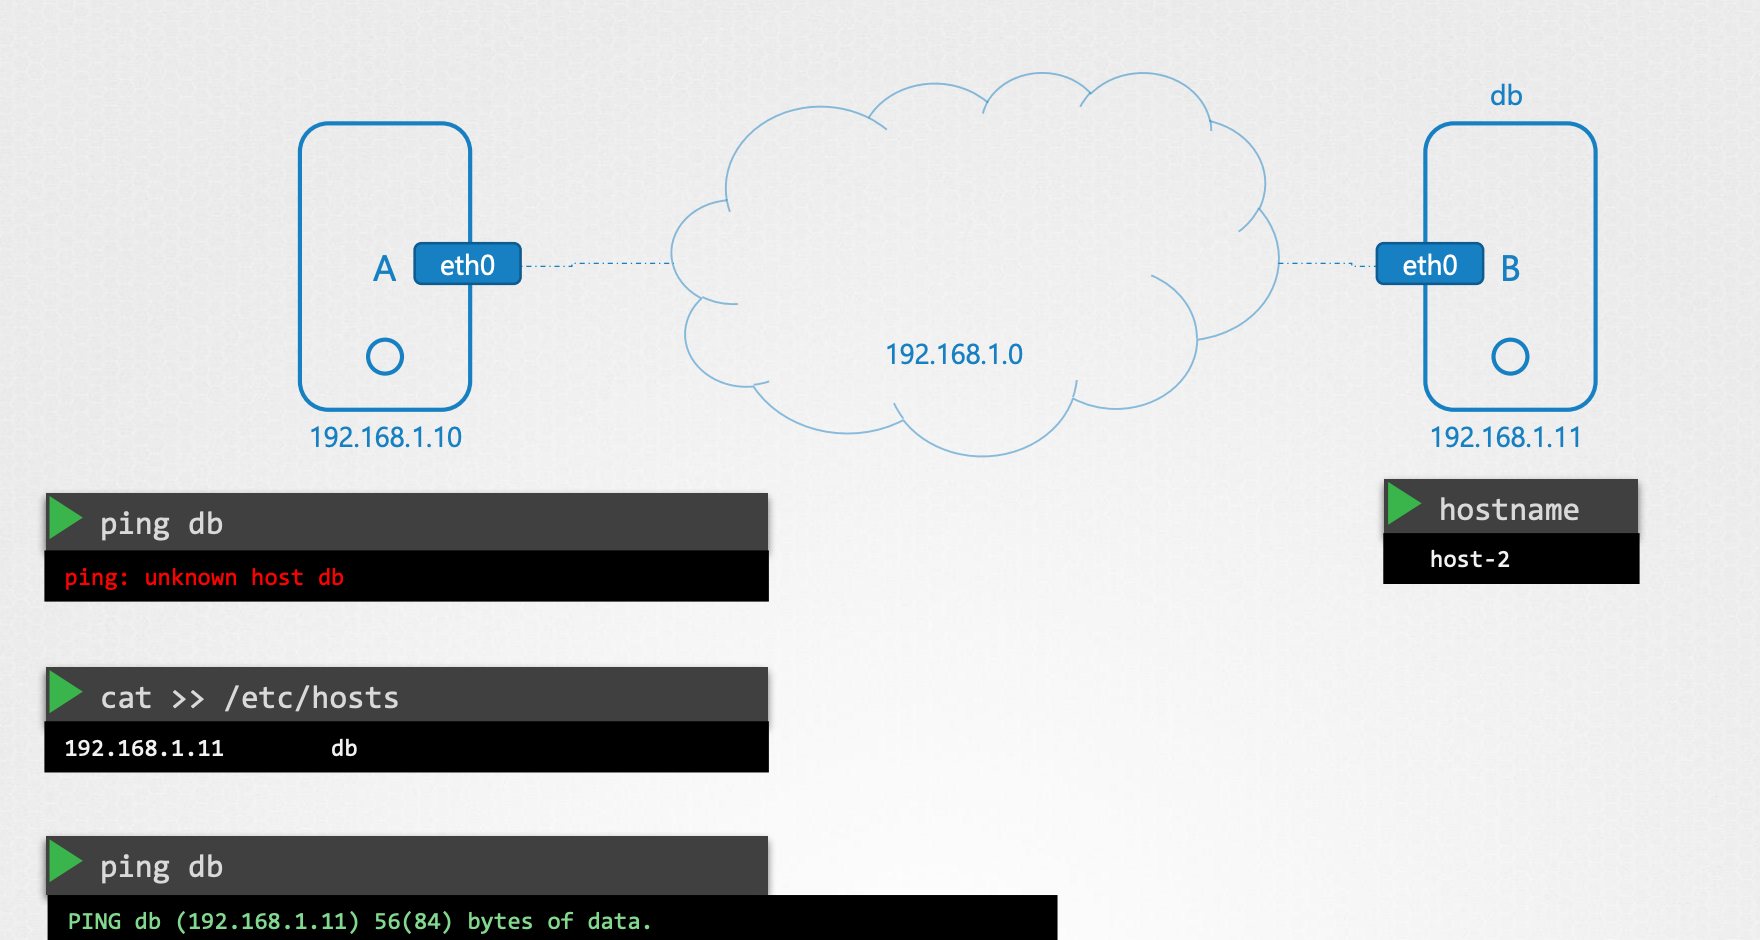 db
A
eth0
eth0
B
192.168.1.0
192.168.1.10
192.168.1.11
ping db
ping: unknown host db
cat >> /etc/hosts
192.168.1.11 db
ping db
PING db (192.168.1.11) 56(84) bytes of data.
hostname
host-2